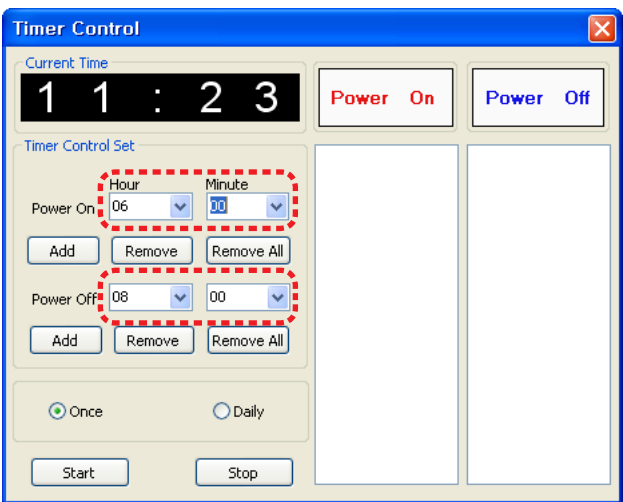 Timer Control
Current Time
11:23
Power On
Power Off
Timer Control Set
Hour Minute
Power On 06 00
Add Remove Remove All
Power Off 08 00
Add Remove Remove All
Once Daily
Start Stop